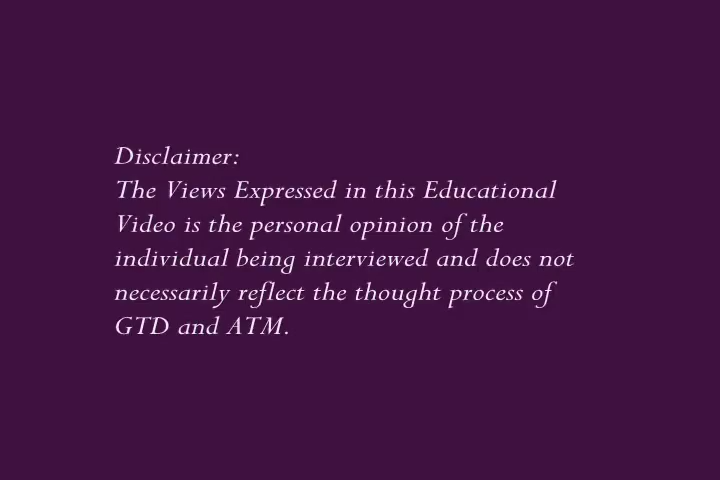 Disclaimer:
The Views Expressed in this Educational
Video is the personal opinion of the
individual being interviewed and does not
necessarily reflect the thought process of
GTD and ATM.